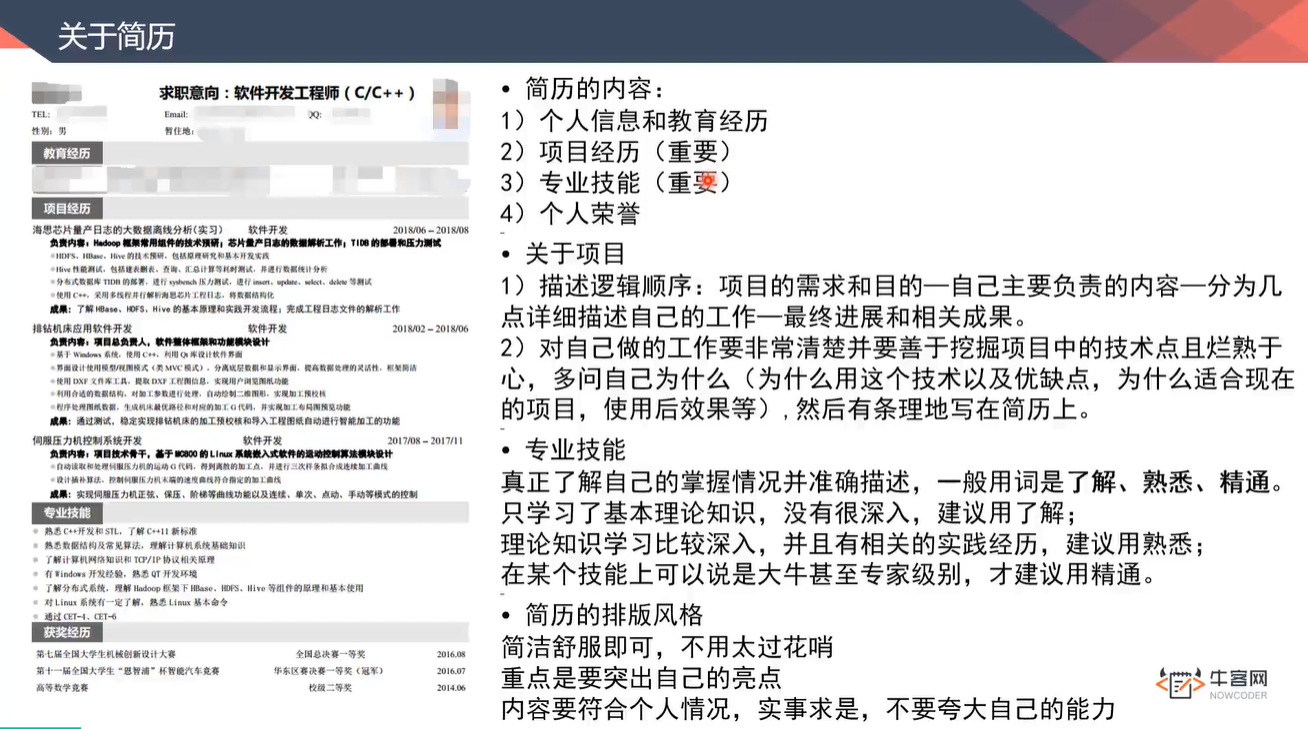 关于简历
求职意向：软件开发工程师（C/C++）
TEL:
Email:
QQ:
性别：男
暂住地：
教育经历
项目经历
海思芯片量产日志的大数据离线分析(实习) 软件开发 2018/06 – 2018/08
负责内容：Hadoop 框架常用组件的技术预研；芯片量产日志的数据解析工作；TIDB 的部署和压力测试
HDFS、HBase、Hive 的技术预研，包括原理研究和基本开发实践
Hive 性能测试，包括建表删表、查询、汇总计算等耗时测试，并进行数据统计分析
分布式数据库 TIDB 的部署，进行 sysbench 压力测试，进行 insert、update、select、delete 等测试
使用 C++，采用多线程并行解析海思芯片工程日志，将数据结构化
成果：了解 HBase、HDFS、Hive 的基本原理和实践开发流程；完成工程日志文件的解析工作
排钻机床应用软件开发 软件开发 2018/02 – 2018/06
负责内容：项目总负责人，软件整体框架和功能模块设计
基于 Windows 系统，使用 C++，利用 Qt 库设计软件界面
界面设计使用模型/视图模式（类 MVC 模式），分离底层数据和显示界面，提高数据处理的灵活性，框架简洁
使用 DXF 文件库工具，提取 DXF 工程图信息，实现用户浏览图纸功能
利用合适的数据结构，对加工参数进行处理，自动绘制二维图形，实现加工预校核
程序处理图纸数据，生成机床最优路径和对应的加工 G 代码，并实现加工布局图预览功能
成果：通过测试，稳定实现排钻机床的加工预校核和导入工程图纸自动进行智能加工的功能
伺服压力机控制系统开发 软件开发 2017/08 – 2017/11
负责内容：项目技术骨干，基于 MC800 的 Linux 系统嵌入式软件的运动控制算法模块设计
自动读取和处理伺服压力机的运动 G 代码，得到离散的加工点，并进行三次样条拟合成连续加工曲线
设计插补算法，控制伺服压力机末端的速度曲线符合指定的加工曲线
成果：实现伺服压力机正弦、保压、阶梯等曲线功能以及连续、单次、点动、手动等模式的控制
专业技能
熟悉 C++开发和 STL，了解 C++11 新标准
熟悉数据结构及常见算法，理解计算机系统基础知识
了解计算机网络知识和 TCP/IP 协议相关原理
有 Windows 开发经验，熟悉 QT 开发环境
了解分布式系统，理解 Hadoop 框架下 HBase、HDFS、Hive 等组件的原理和基本使用
对 Linux 系统有一定了解，熟悉 Linux 基本命令
通过 CET-4、CET-6
获奖经历
第七届全国大学生机械创新设计大赛 全国总决赛一等奖 2016.08
第十一届全国大学生“恩智浦”杯智能汽车竞赛 华东区赛决赛一等奖（冠军） 2016.07
高等数学竞赛 校级二等奖 2014.06
• 简历的内容：
1）个人信息和教育经历
2）项目经历（重要）
3）专业技能（重要）
4）个人荣誉
• 关于项目
1）描述逻辑顺序：项目的需求和目的—自己主要负责的内容—分为几
点详细描述自己的工作—最终进展和相关成果。
2）对自己做的工作要非常清楚并要善于挖掘项目中的技术点且烂熟于
心，多问自己为什么（为什么用这个技术以及优缺点，为什么适合现在
的项目，使用后效果等）,然后有条理地写在简历上。
• 专业技能
真正了解自己的掌握情况并准确描述，一般用词是了解、熟悉、精通。
只学习了基本理论知识，没有很深入，建议用了解；
理论知识学习比较深入，并且有相关的实践经历，建议用熟悉；
在某个技能上可以说是大牛甚至专家级别，才建议用精通。
• 简历的排版风格
简洁舒服即可，不用太过花哨
重点是要突出自己的亮点
内容要符合个人情况，实事求是，不要夸大自己的能力
牛客网
NOWCODER